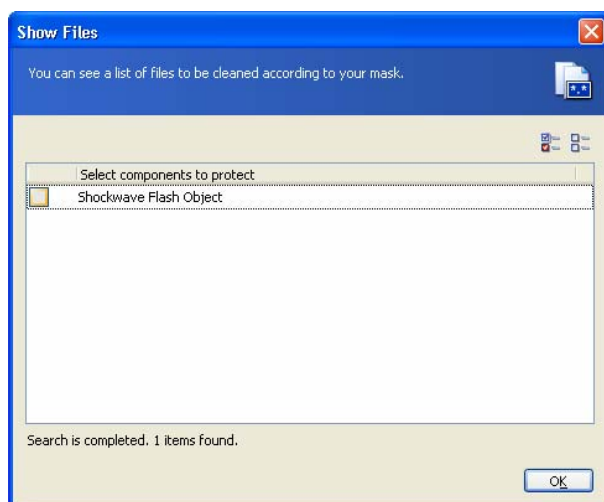 Show Files
You can see a list of files to be cleaned according to your mask.
*.*
Select components to protect
Shockwave Flash Object
Search is completed. 1 items found.
OK